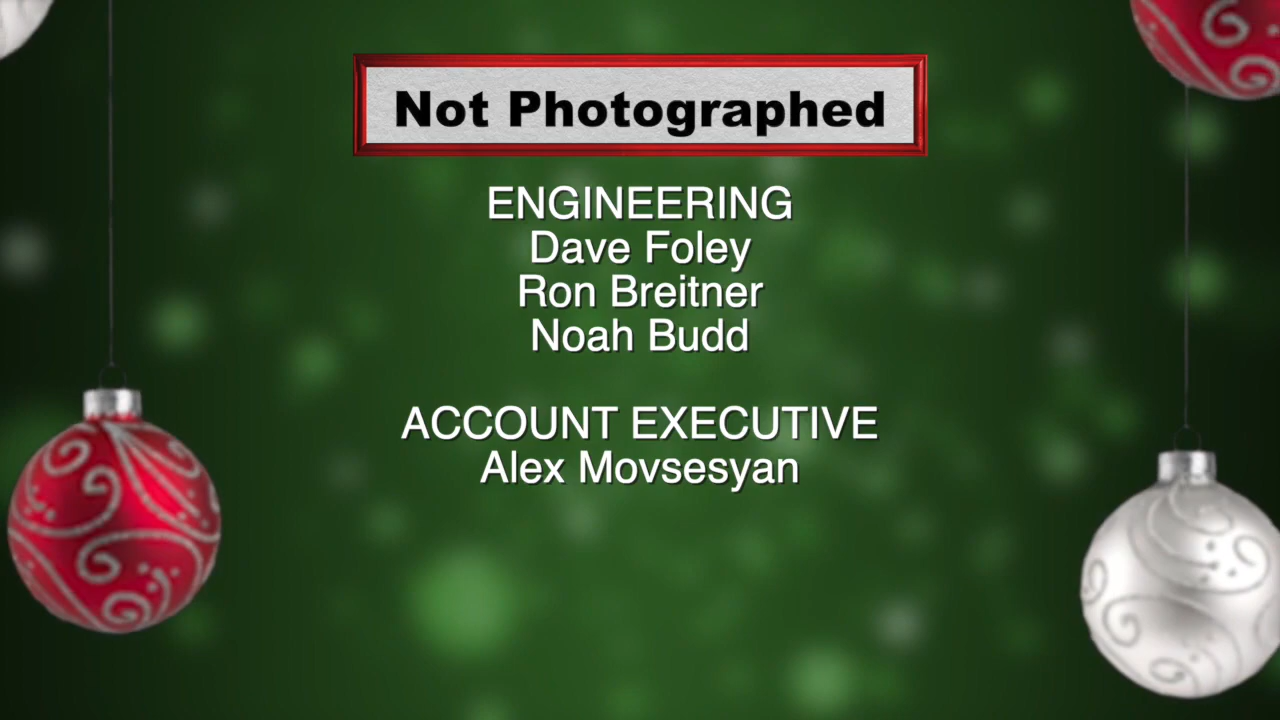 Not Photographed
ENGINEERING
Dave Foley
Ron Breitner
Noah Budd
ACCOUNT EXECUTIVE
Alex Movsesyan